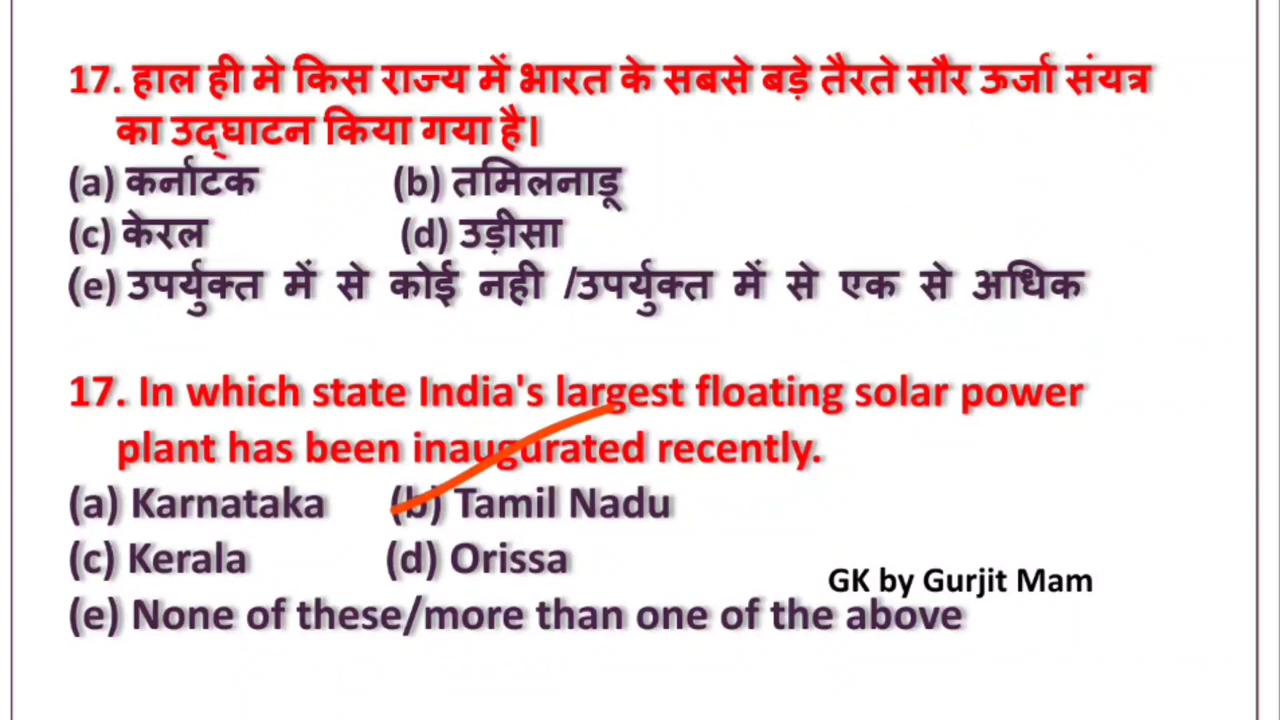 17. हाल ही मे किस राज्य में भारत के सबसे बड़े तैरते सौर ऊर्जा संयत्र
का उद्घाटन किया गया है।
(a) कर्नाटक (b) तमिलनाडू
(c) केरल (d) उड़ीसा
(e) उपर्युक्त में से कोई नही /उपर्युक्त में से एक से अधिक
17. In which state India's largest floating solar power
plant has been inaugurated recently.
(a) Karnataka (b) Tamil Nadu
(c) Kerala (d) Orissa
GK by Gurjit Mam
(e) None of these/more than one of the above